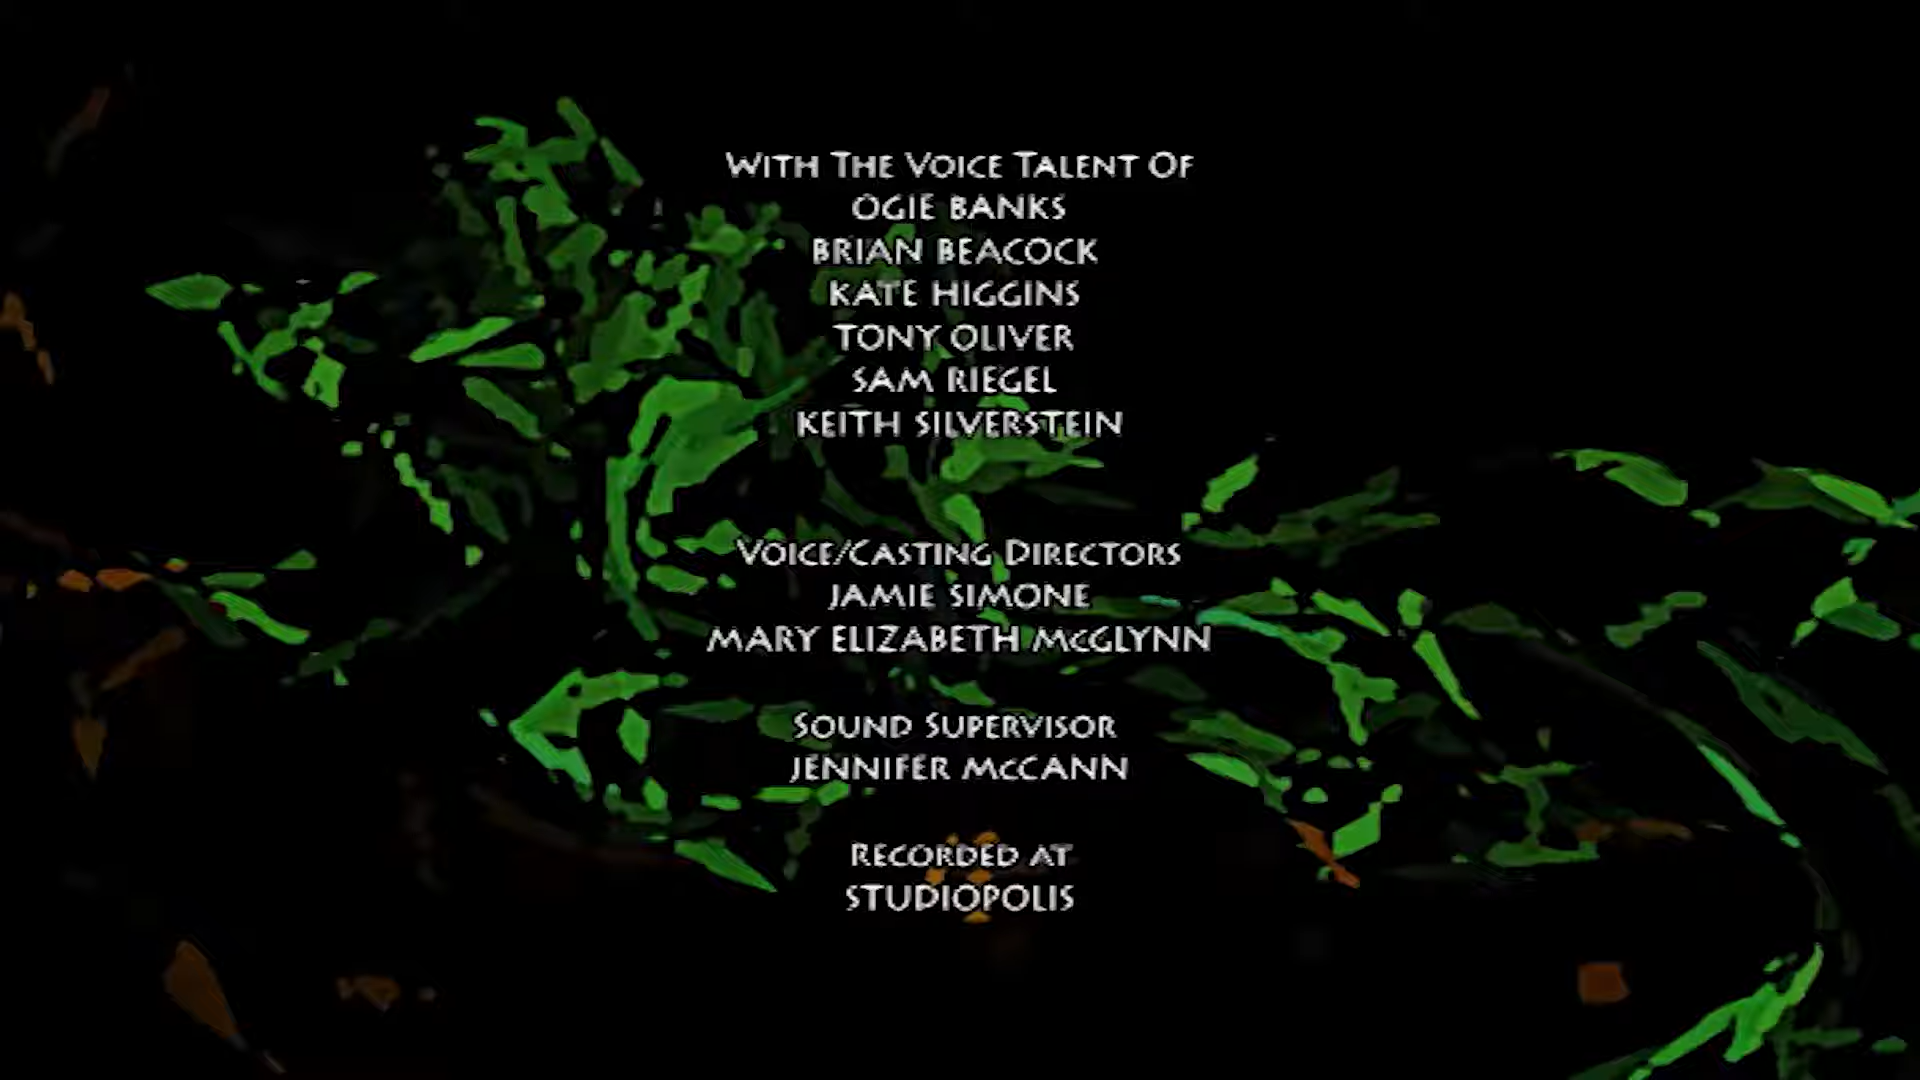 With The Voice Talent Of
OGIE BANKS
BRIAN BEACOCK
KATE HIGGINS
TONY OLIVER
SAM RIEGEL
KEITH SILVERSTEIN
Voice/Casting Directors
JAMIE SIMONE
MARY ELIZABETH McGLYNN
Sound Supervisor
JENNIFER McCANN
Recorded at
STUDIOPOLIS